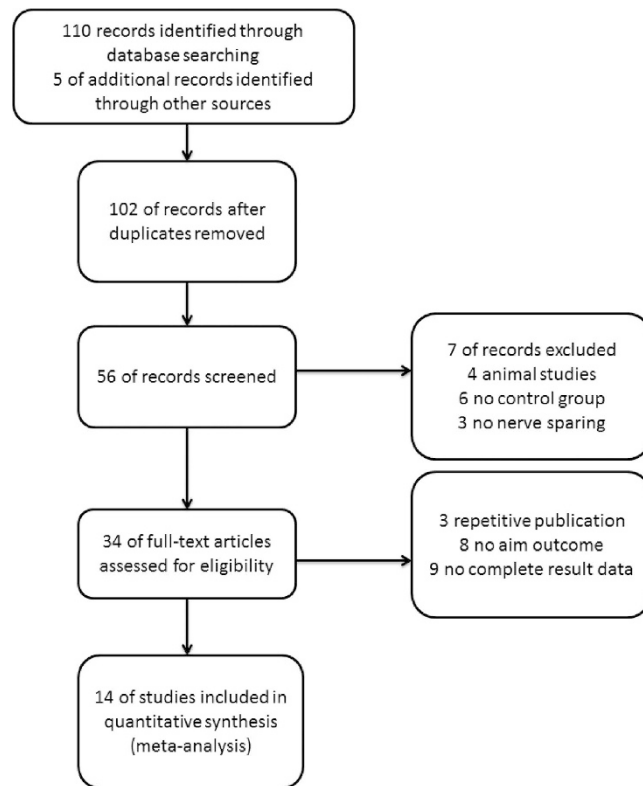 110 records identified through
database searching
5 of additional records identified
through other sources
102 of records after
duplicates removed
56 of records screened
7 of records excluded
4 animal studies
6 no control group
3 no nerve sparing
34 of full-text articles
assessed for eligibility
3 repetitive publication
8 no aim outcome
9 no complete result data
14 of studies included in
quantitative synthesis
(meta-analysis)